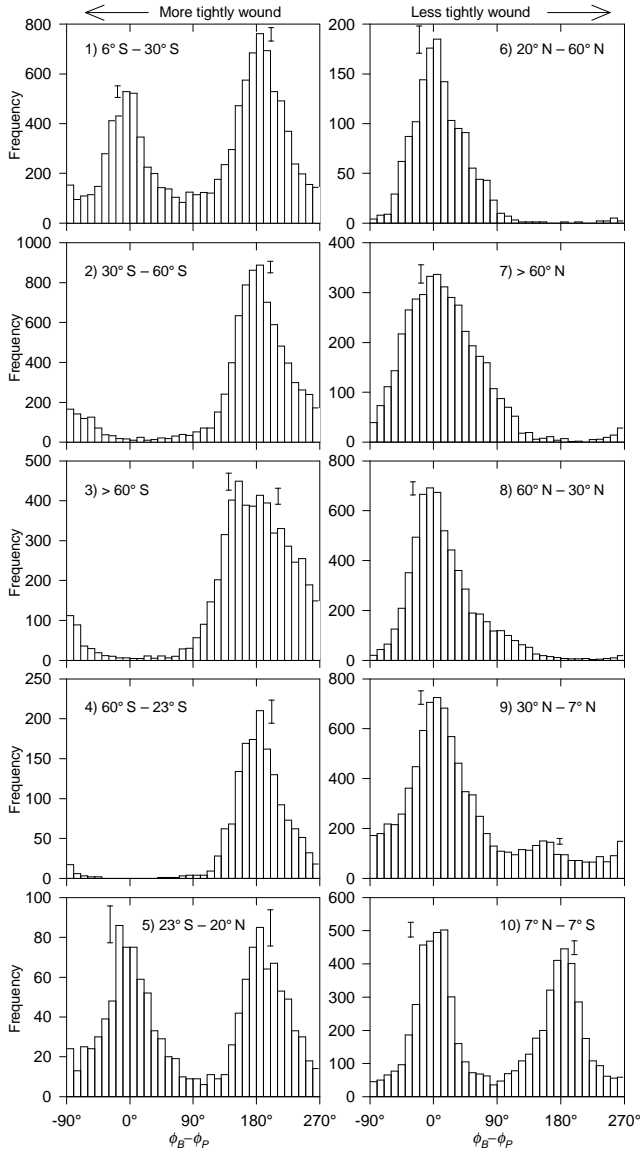 More tightly wound
Less tightly wound
800
600
400
200
0
Frequency
1) 6° S – 30° S
200
150
100
50
0
6) 20° N – 60° N
1000
800
600
400
200
0
Frequency
2) 30° S – 60° S
400
300
200
100
0
7) > 60° N
500
400
300
200
100
0
Frequency
3) > 60° S
800
600
400
200
0
8) 60° N – 30° N
250
200
150
100
50
0
Frequency
4) 60° S – 23° S
800
600
400
200
0
9) 30° N – 7° N
100
80
60
40
20
0
Frequency
5) 23° S – 20° N
-90° 0° 90° 180° 270°
ϕB–ϕP
600
500
400
300
200
100
0
10) 7° N – 7° S
-90° 0° 90° 180° 270°
ϕB–ϕP